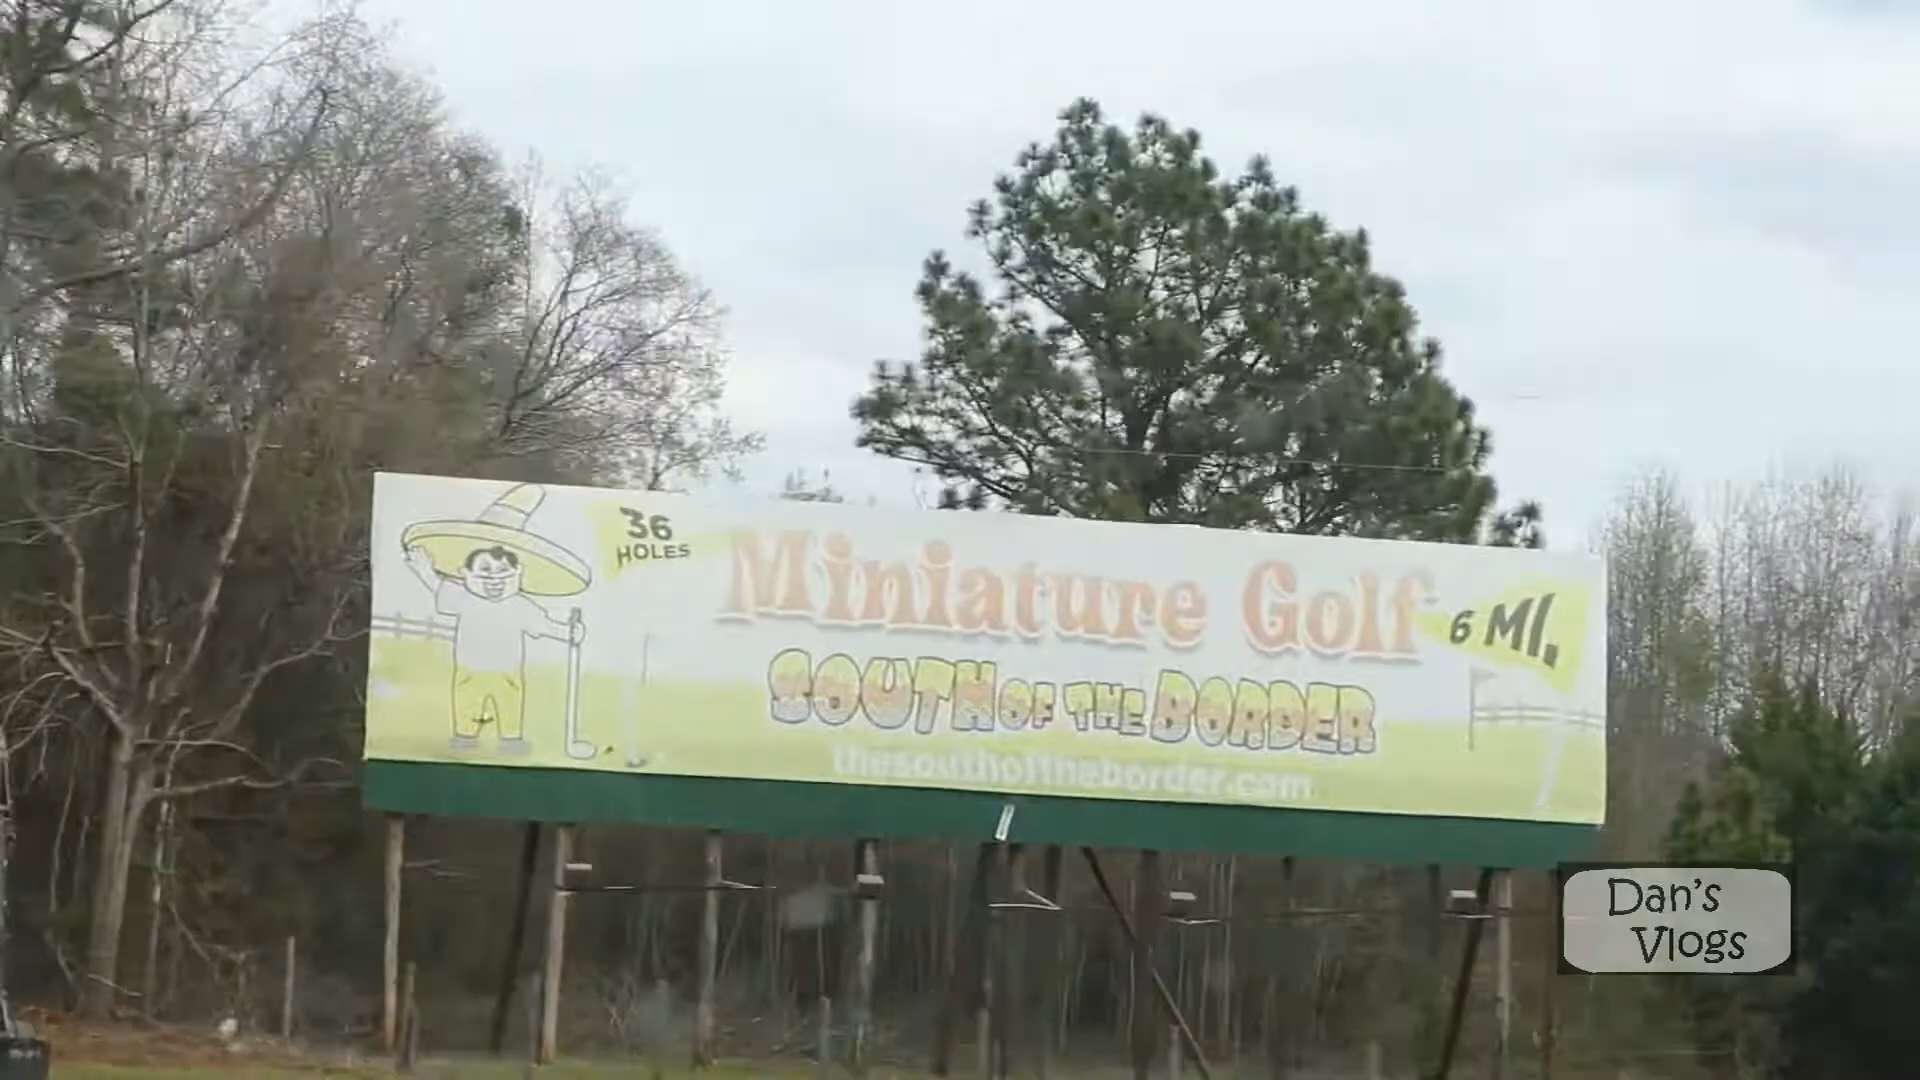 36
HOLES
Miniature Golf
6 MI.
SOUTH OF THE BORDER
thesouthoftheborder.com
Dan's
Vlogs